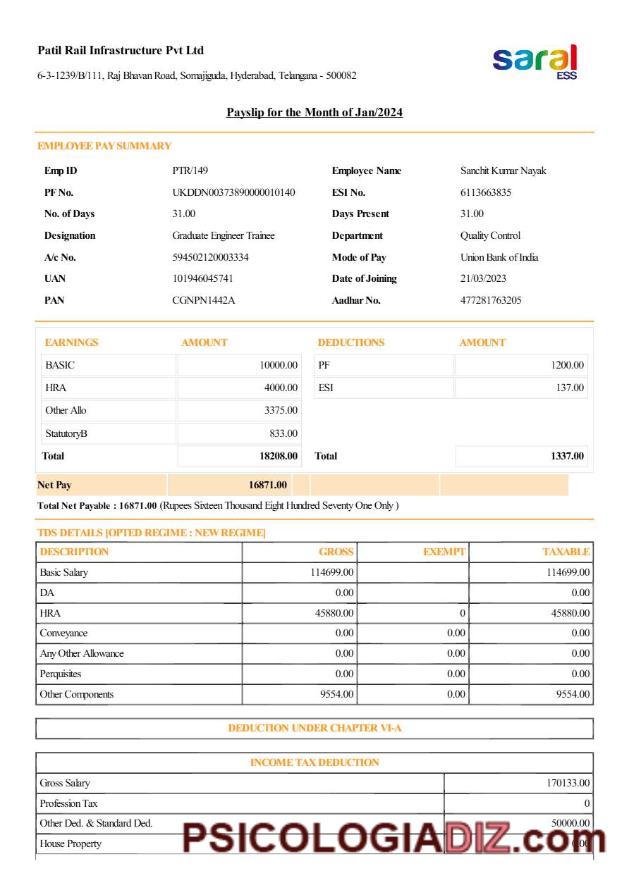 Patil Rail Infrastructure Pvt Ltd
saral
ESS
6-3-1239/B/111, Raj Bhavan Road, Somajiguda, Hyderabad, Telangana - 500082
Payslip for the Month of Jan/2024
EMPLOYEE PAY SUMMARY
Emp ID PTR/149 Employee Name Sanchit Kumar Nayak
PF No. UKDDN00373890000010140 ESI No. 6113663835
No. of Days 31.00 Days Present 31.00
Designation Graduate Engineer Trainee Department Quality Control
A/c No. 594502120003334 Mode of Pay Union Bank of India
UAN 101946045741 Date of Joining 21/03/2023
PAN CGNPN1442A Aadhar No. 477281763205
EARNINGS AMOUNT DEDUCTIONS AMOUNT
BASIC 10000.00 PF 1200.00
HRA 4000.00 ESI 137.00
Other Allo 3375.00
StatutoryB 833.00
Total 18208.00 Total 1337.00
Net Pay 16871.00
Total Net Payable : 16871.00 (Rupees Sixteen Thousand Eight Hundred Seventy One Only )
TDS DETAILS [OPTED REGIME : NEW REGIME]
DESCRIPTION GROSS EXEMPT TAXABLE
Basic Salary 114699.00 114699.00
DA 0.00 0.00
HRA 45880.00 0 45880.00
Conveyance 0.00 0.00 0.00
Any Other Allowance 0.00 0.00 0.00
Perquisites 0.00 0.00 0.00
Other Components 9554.00 0.00 9554.00
DEDUCTION UNDER CHAPTER VI-A
INCOME TAX DEDUCTION
Gross Salary 170133.00
Profession Tax 0
Other Ded. & Standard Ded. 50000.00
House Property
PSICOLOGIADIZ.com